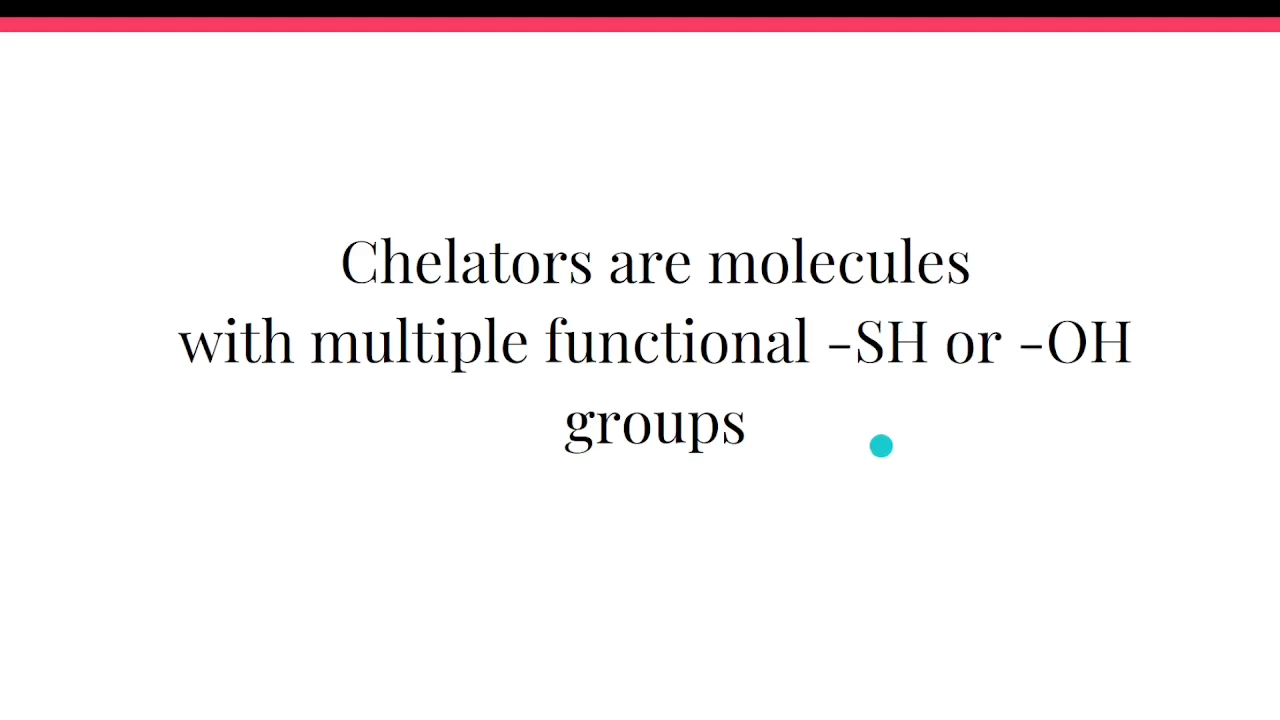 Chelators are molecules
with multiple functional -SH or -OH
groups